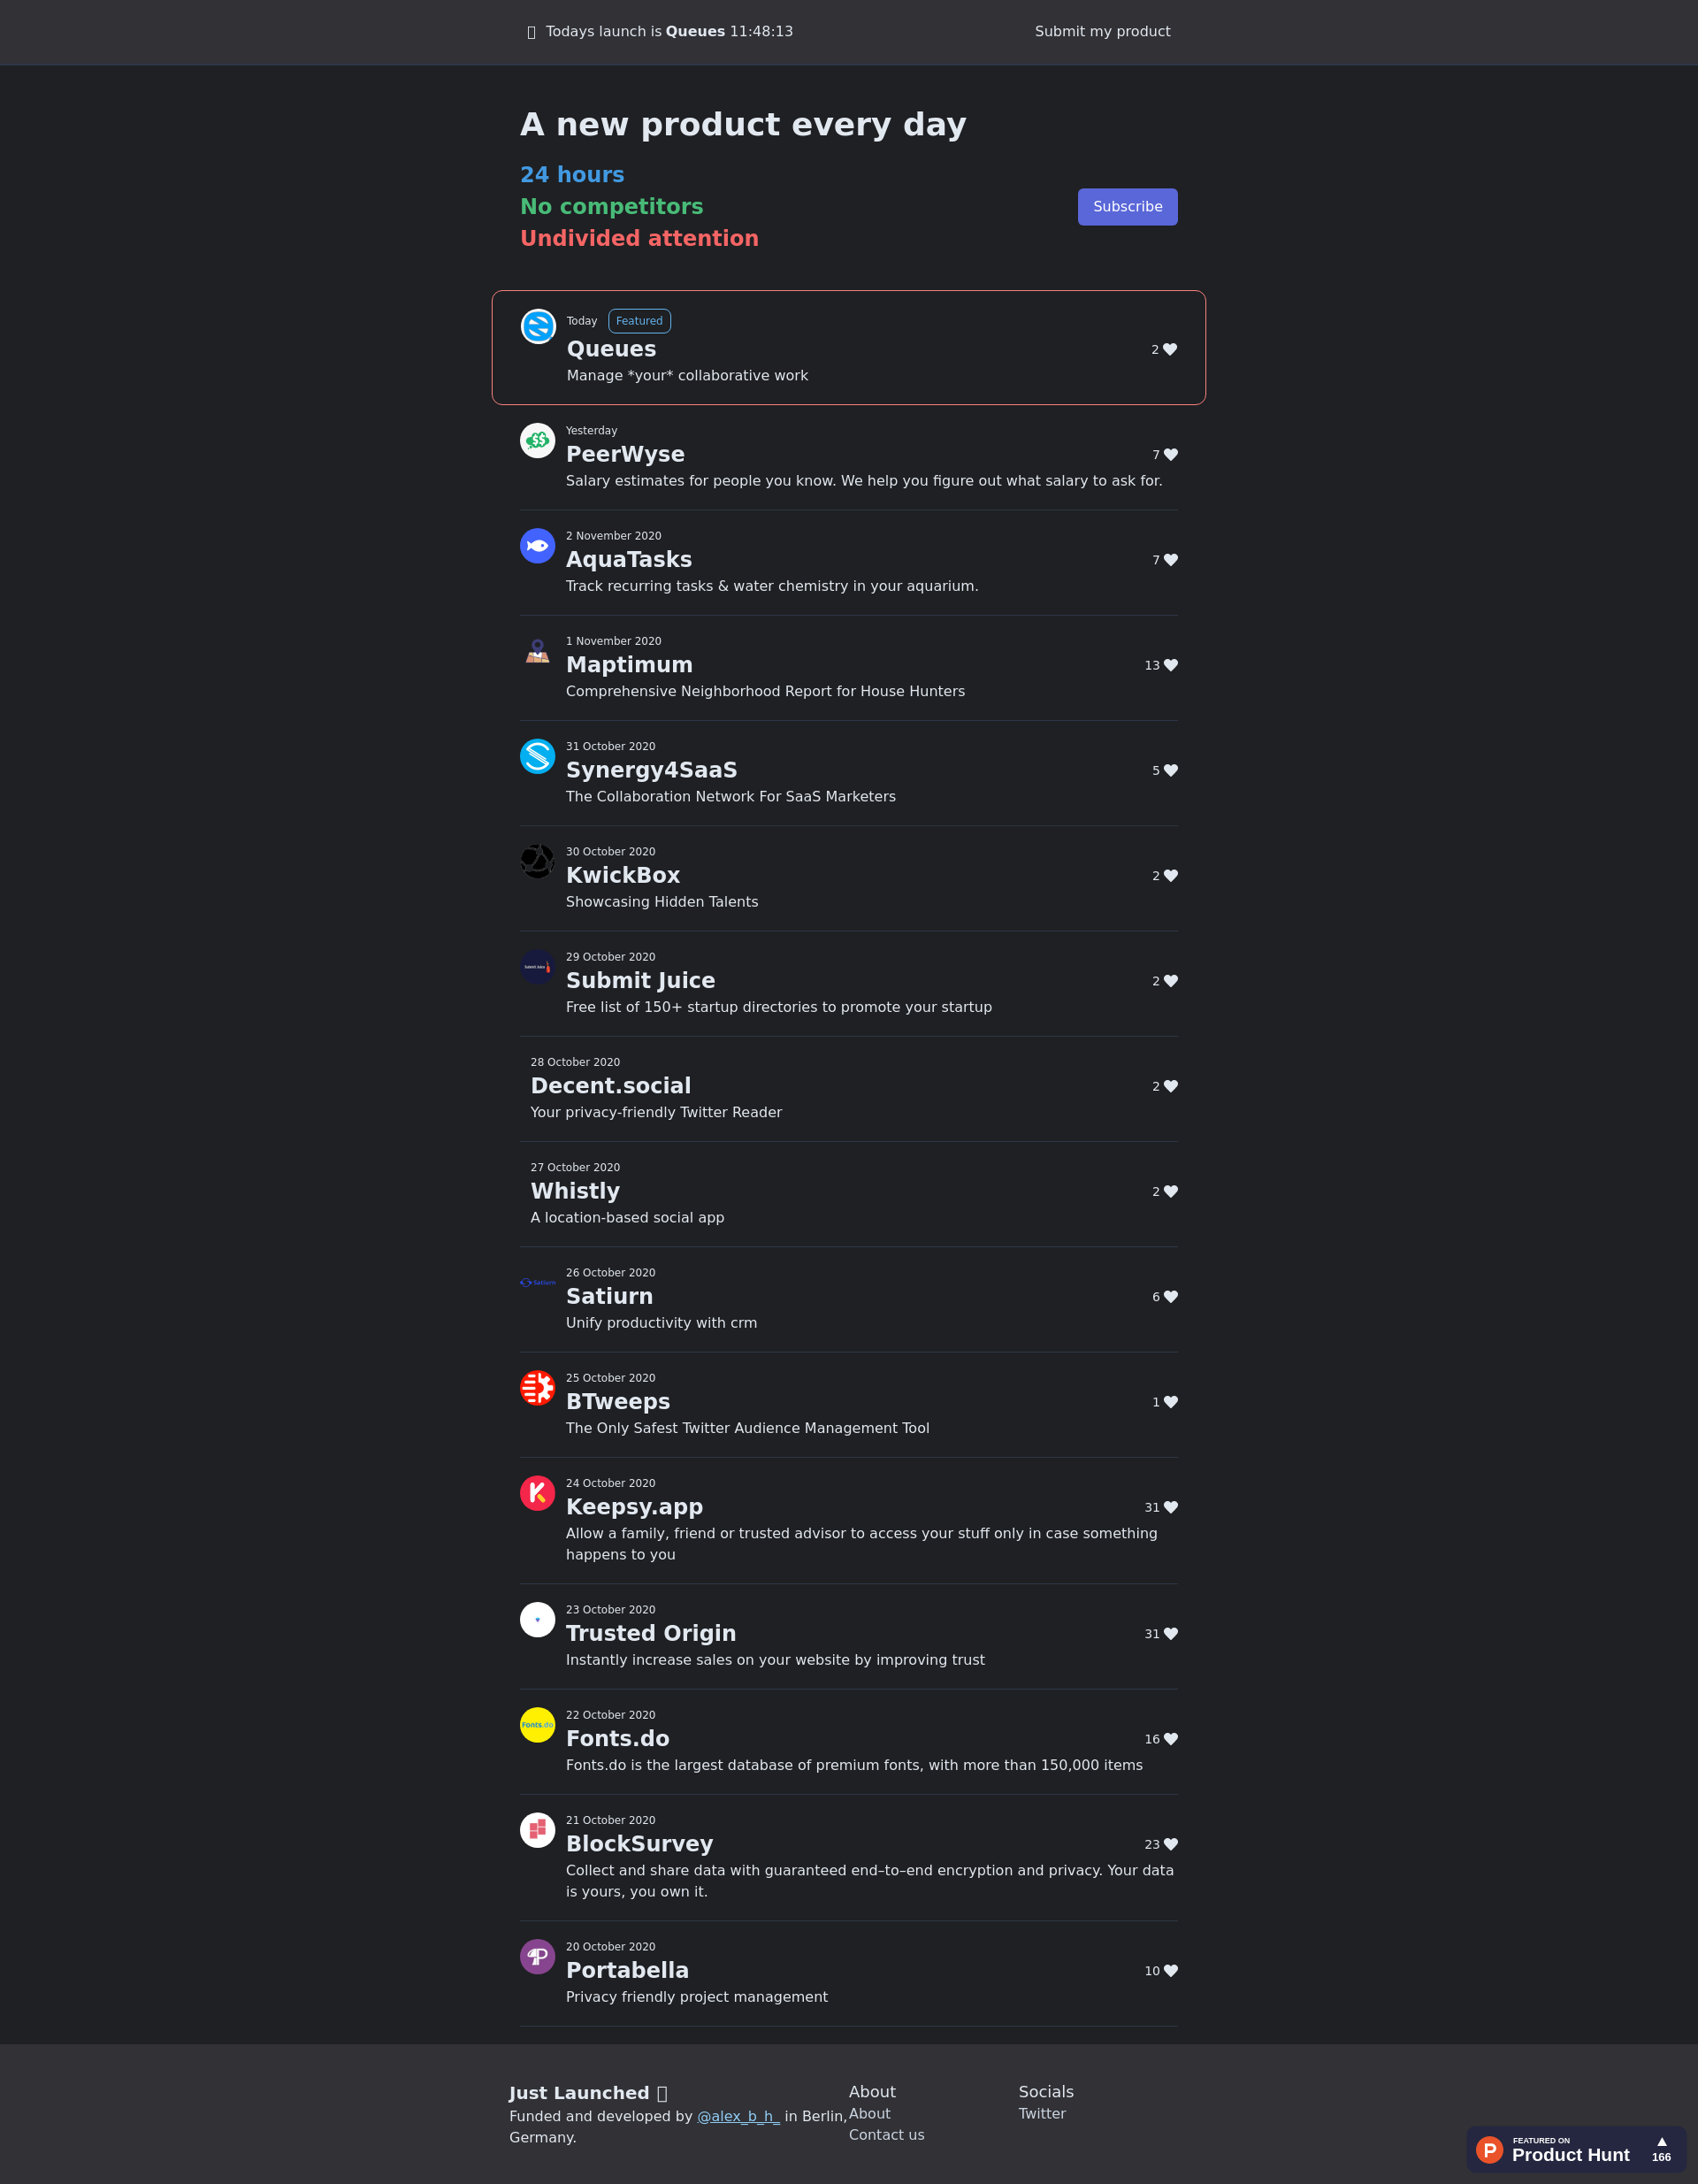 Todays launch is Queues 11:48:13
Submit my product
A new product every day
24 hours
No competitors
Undivided attention
Subscribe
Today
Featured
Queues
2
Manage *your* collaborative work
Yesterday
PeerWyse
7
Salary estimates for people you know. We help you figure out what salary to ask for.
2 November 2020
AquaTasks
7
Track recurring tasks & water chemistry in your aquarium.
1 November 2020
Maptimum
13
Comprehensive Neighborhood Report for House Hunters
31 October 2020
Synergy4SaaS
5
The Collaboration Network For SaaS Marketers
30 October 2020
KwickBox
2
Showcasing Hidden Talents
Submit Juice
29 October 2020
Submit Juice
2
Free list of 150+ startup directories to promote your startup
28 October 2020
Decent.social
2
Your privacy-friendly Twitter Reader
27 October 2020
Whistly
2
A location-based social app
Satiurn
26 October 2020
Satiurn
6
Unify productivity with crm
25 October 2020
BTweeps
1
The Only Safest Twitter Audience Management Tool
24 October 2020
Keepsy.app
31
Allow a family, friend or trusted advisor to access your stuff only in case something
happens to you
23 October 2020
Trusted Origin
31
Instantly increase sales on your website by improving trust
Fonts.do
22 October 2020
Fonts.do
16
Fonts.do is the largest database of premium fonts, with more than 150,000 items
21 October 2020
BlockSurvey
23
Collect and share data with guaranteed end–to–end encryption and privacy. Your data
is yours, you own it.
20 October 2020
Portabella
10
Privacy friendly project management
Just Launched
Funded and developed by @alex_b_h_ in Berlin,
Germany.
About
About
Contact us
Socials
Twitter
P
FEATURED ON
Product Hunt
166